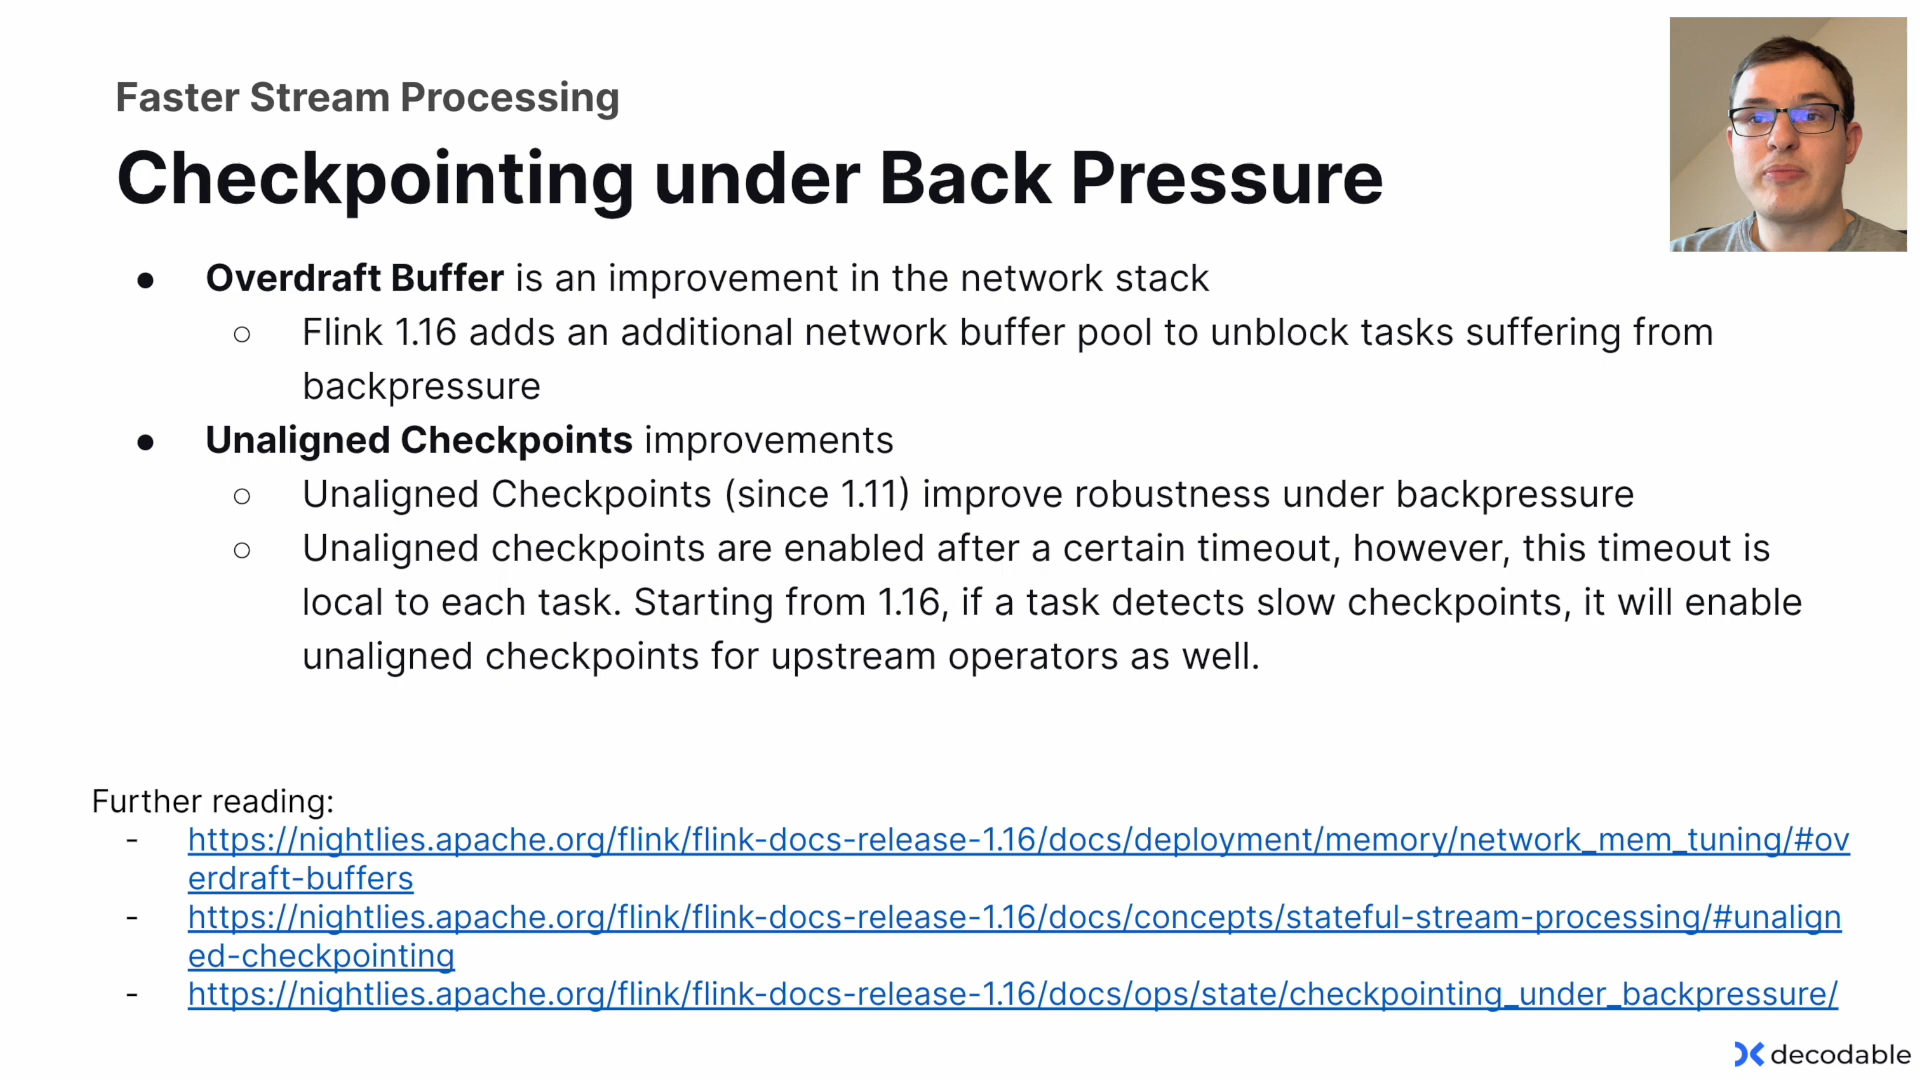 Faster Stream Processing
Checkpointing under Back Pressure
● Overdraft Buffer is an improvement in the network stack
○ Flink 1.16 adds an additional network buffer pool to unblock tasks suffering from
backpressure
● Unaligned Checkpoints improvements
○ Unaligned Checkpoints (since 1.11) improve robustness under backpressure
○ Unaligned checkpoints are enabled after a certain timeout, however, this timeout is
local to each task. Starting from 1.16, if a task detects slow checkpoints, it will enable
unaligned checkpoints for upstream operators as well.
Further reading:
- https://nightlies.apache.org/flink/flink-docs-release-1.16/docs/deployment/memory/network_mem_tuning/#ov
erdraft-buffers
- https://nightlies.apache.org/flink/flink-docs-release-1.16/docs/concepts/stateful-stream-processing/#unalign
ed-checkpointing
- https://nightlies.apache.org/flink/flink-docs-release-1.16/docs/ops/state/checkpointing_under_backpressure/
decodable